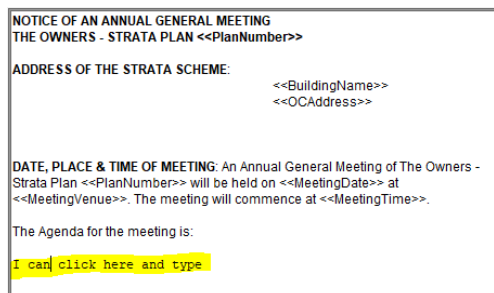 NOTICE OF AN ANNUAL GENERAL MEETING
THE OWNERS - STRATA PLAN <<PlanNumber>>
ADDRESS OF THE STRATA SCHEME:
<<BuildingName>>
<<OCAddress>>
DATE, PLACE & TIME OF MEETING: An Annual General Meeting of The Owners -
Strata Plan <<PlanNumber>> will be held on <<MeetingDate>> at
<<MeetingVenue>>. The meeting will commence at <<MeetingTime>>.
The Agenda for the meeting is:
I can click here and type